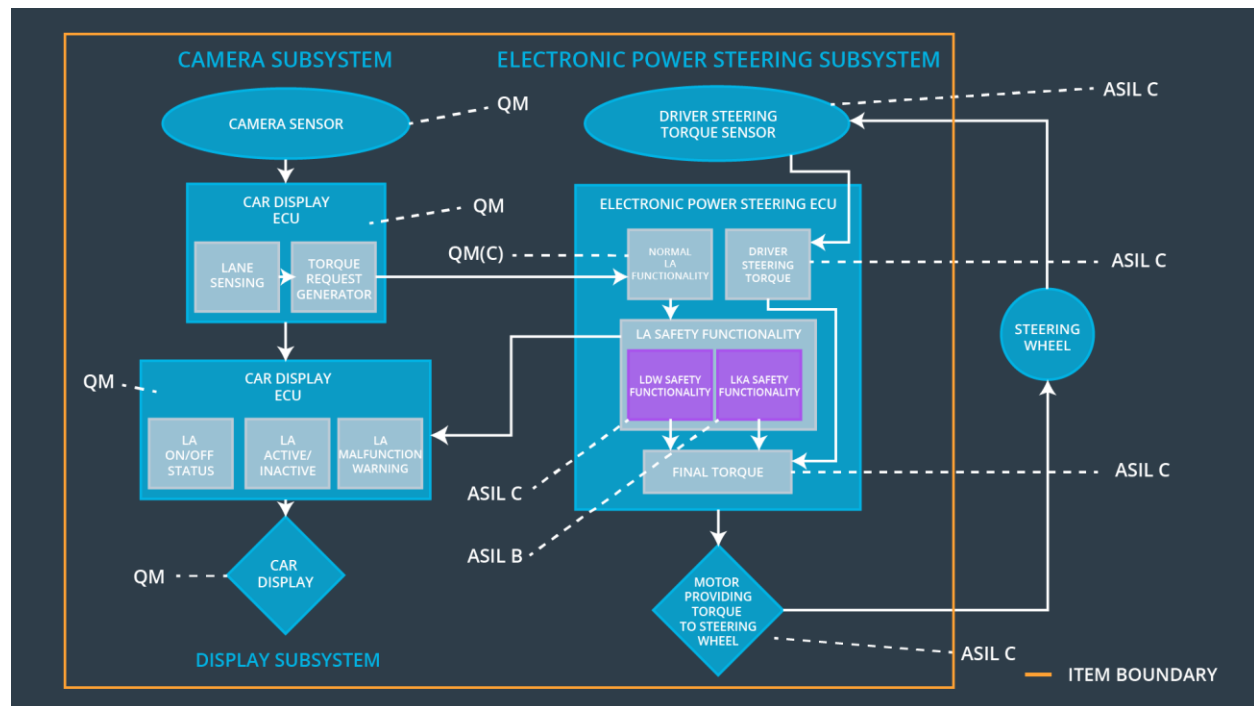 CAMERA SUBSYSTEM
ELECTRONIC POWER STEERING SUBSYSTEM
ASIL C
QM
CAMERA SENSOR
DRIVER STEERING
TORQUE SENSOR
CAR DISPLAY
ECU
QM
ELECTRONIC POWER STEERING ECU
QM(C)
LANE
SENSING
TORQUE
REQUEST
GENERATOR
NORMAL
LA
FUNCTIONALITY
DRIVER
STEERING
TORQUE
ASIL C
LA SAFETY FUNCTIONALITY
STEERING
WHEEL
QM
CAR DISPLAY
ECU
LDW SAFETY
FUNCTIONALITY
LKA SAFETY
FUNCTIONALITY
LA
ON/OFF
STATUS
LA
ACTIVE/
INACTIVE
LA
MALFUNCTION
WARNING
FINAL TORQUE
ASIL C
ASIL C
ASIL B
QM
CAR
DISPLAY
MOTOR
PROVIDING
TORQUE
TO STEERING
WHEEL
ASIL C
DISPLAY SUBSYSTEM
ITEM BOUNDARY